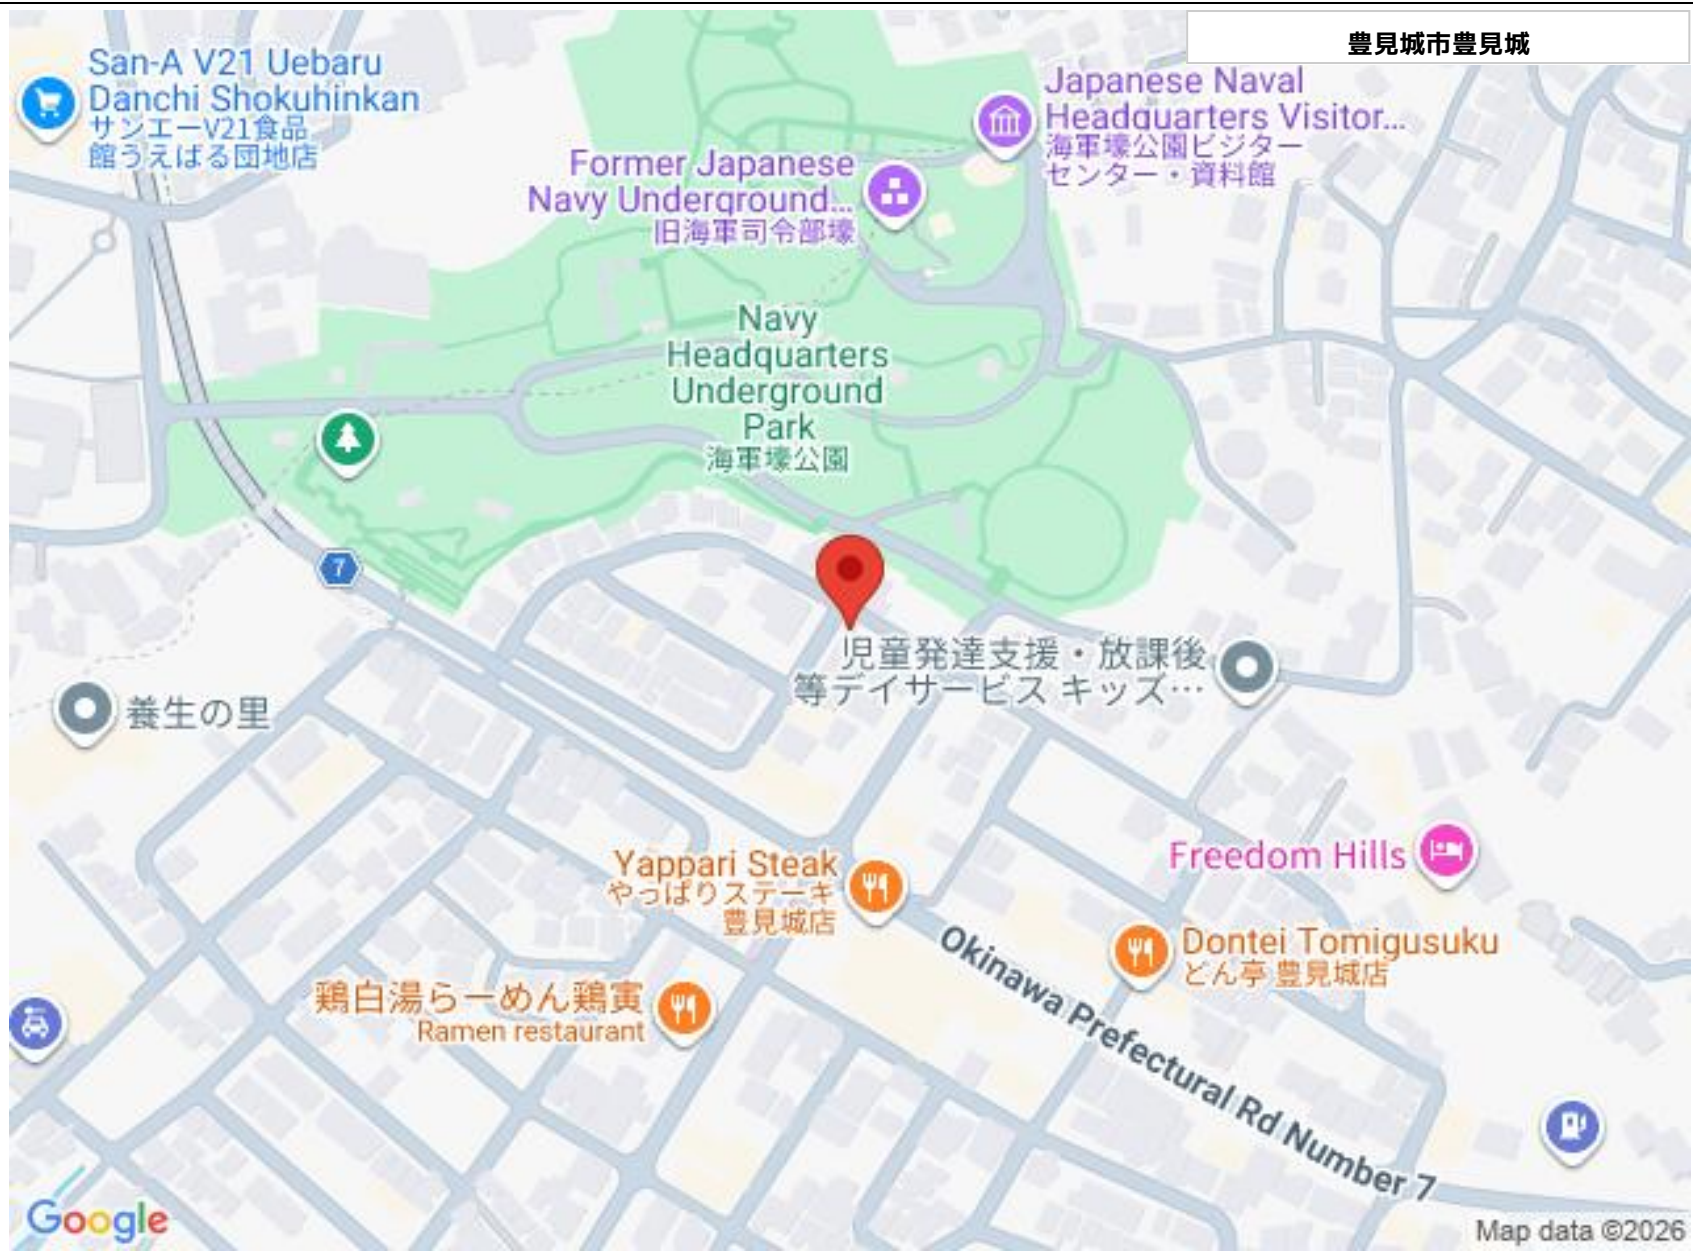 豊見城市豊見城
San-A V21 Uebaru
Danchi Shokuhinkan
サンエーV21食品
館うえばる団地店
Japanese Naval
Headquarters Visitor...
海軍壕公園ビジター
センター・資料館
Former Japanese
Navy Underground...
旧海軍司令部壕
Navy
Headquarters
Underground
Park
海軍壕公園
7
児童発達支援・放課後
等デイサービス キッズ…
養生の里
Freedom Hills
Yappari Steak
やっぱりステーキ
豊見城店
Dontei Tomigusuku
どん亭 豊見城店
Okinawa Prefectural Rd Number 7
鶏白湯らーめん鶏寅
Ramen restaurant
Google
Map data ©2026